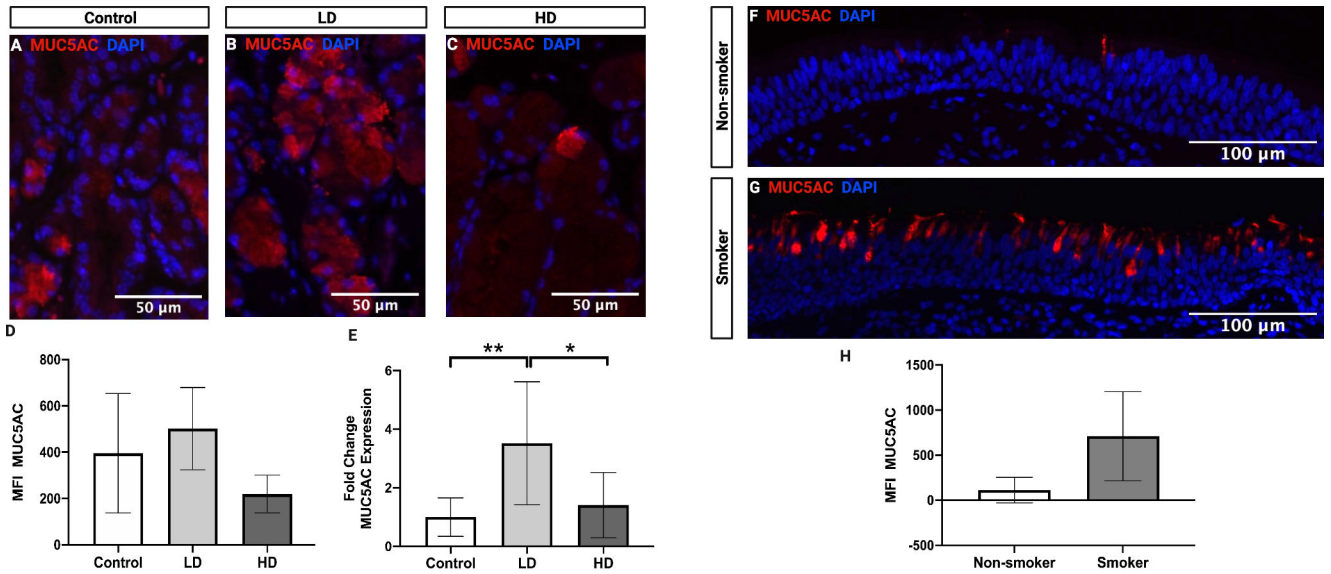 Control
LD
HD
A MUC5AC DAPI
B MUC5AC DAPI
C MUC5AC DAPI
50 μm
50 μm
50 μm
Non-smoker
F MUC5AC DAPI
100 μm
Smoker
G MUC5AC DAPI
100 μm
D
MFI MUC5AC
800
600
400
200
0
Control
LD
HD
E
**
*
Fold Change
MUC5AC Expression
6
4
2
0
Control
LD
HD
H
MFI MUC5AC
1500
1000
500
0
-500
Non-smoker
Smoker